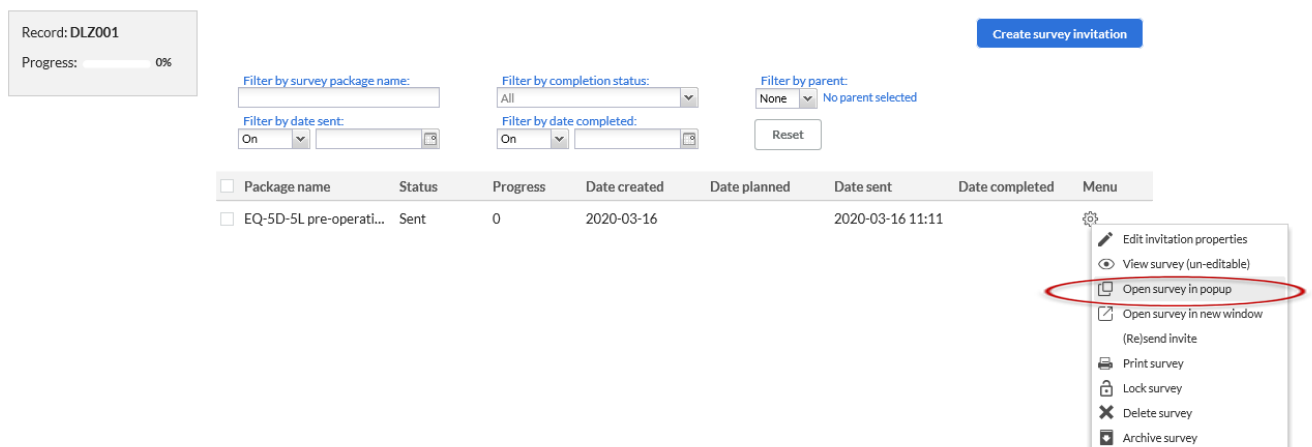 Record: DLZ001
Progress: 0%
Create survey invitation
Filter by survey package name:
Filter by completion status:
All
Filter by parent:
None No parent selected
Filter by date sent:
On
Filter by date completed:
On
Reset
Package name Status Progress Date created Date planned Date sent Date completed Menu
EQ-5D-5L pre-operati... Sent 0 2020-03-16 2020-03-16 11:11
Edit invitation properties
View survey (un-editable)
Open survey in popup
Open survey in new window
(Re)send invite
Print survey
Lock survey
Delete survey
Archive survey